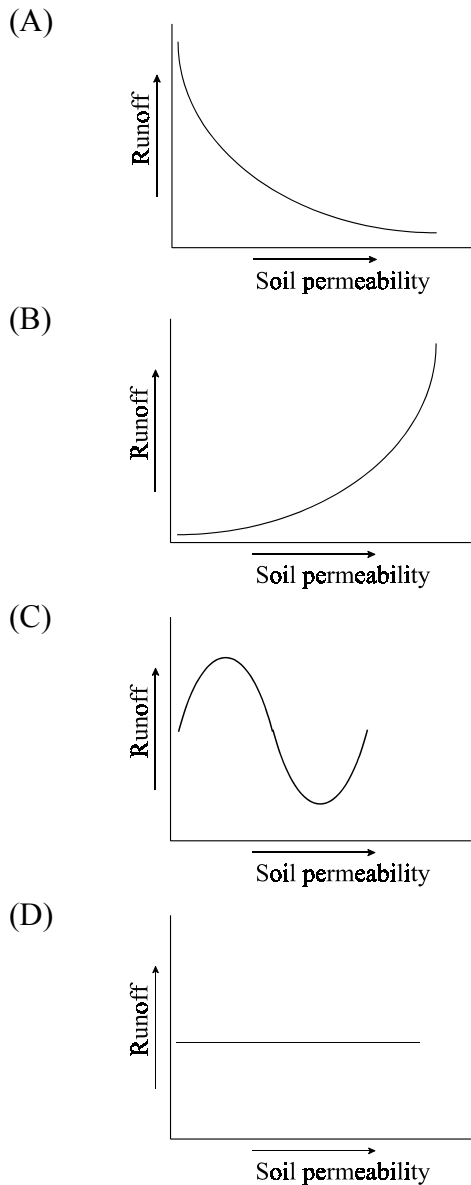 (A)
Runoff
Soil permeability
(B)
Runoff
Soil permeability
(C)
Runoff
Soil permeability
(D)
Runoff
Soil permeability